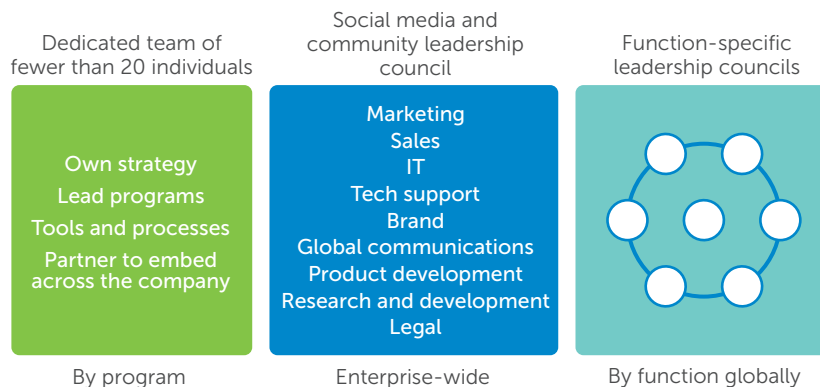 Dedicated team of
fewer than 20 individuals
Own strategy
Lead programs
Tools and processes
Partner to embed
across the company
By program
Social media and
community leadership
council
Marketing
Sales
IT
Tech support
Brand
Global communications
Product development
Research and development
Legal
Enterprise-wide
Function-specific
leadership councils
By function globally